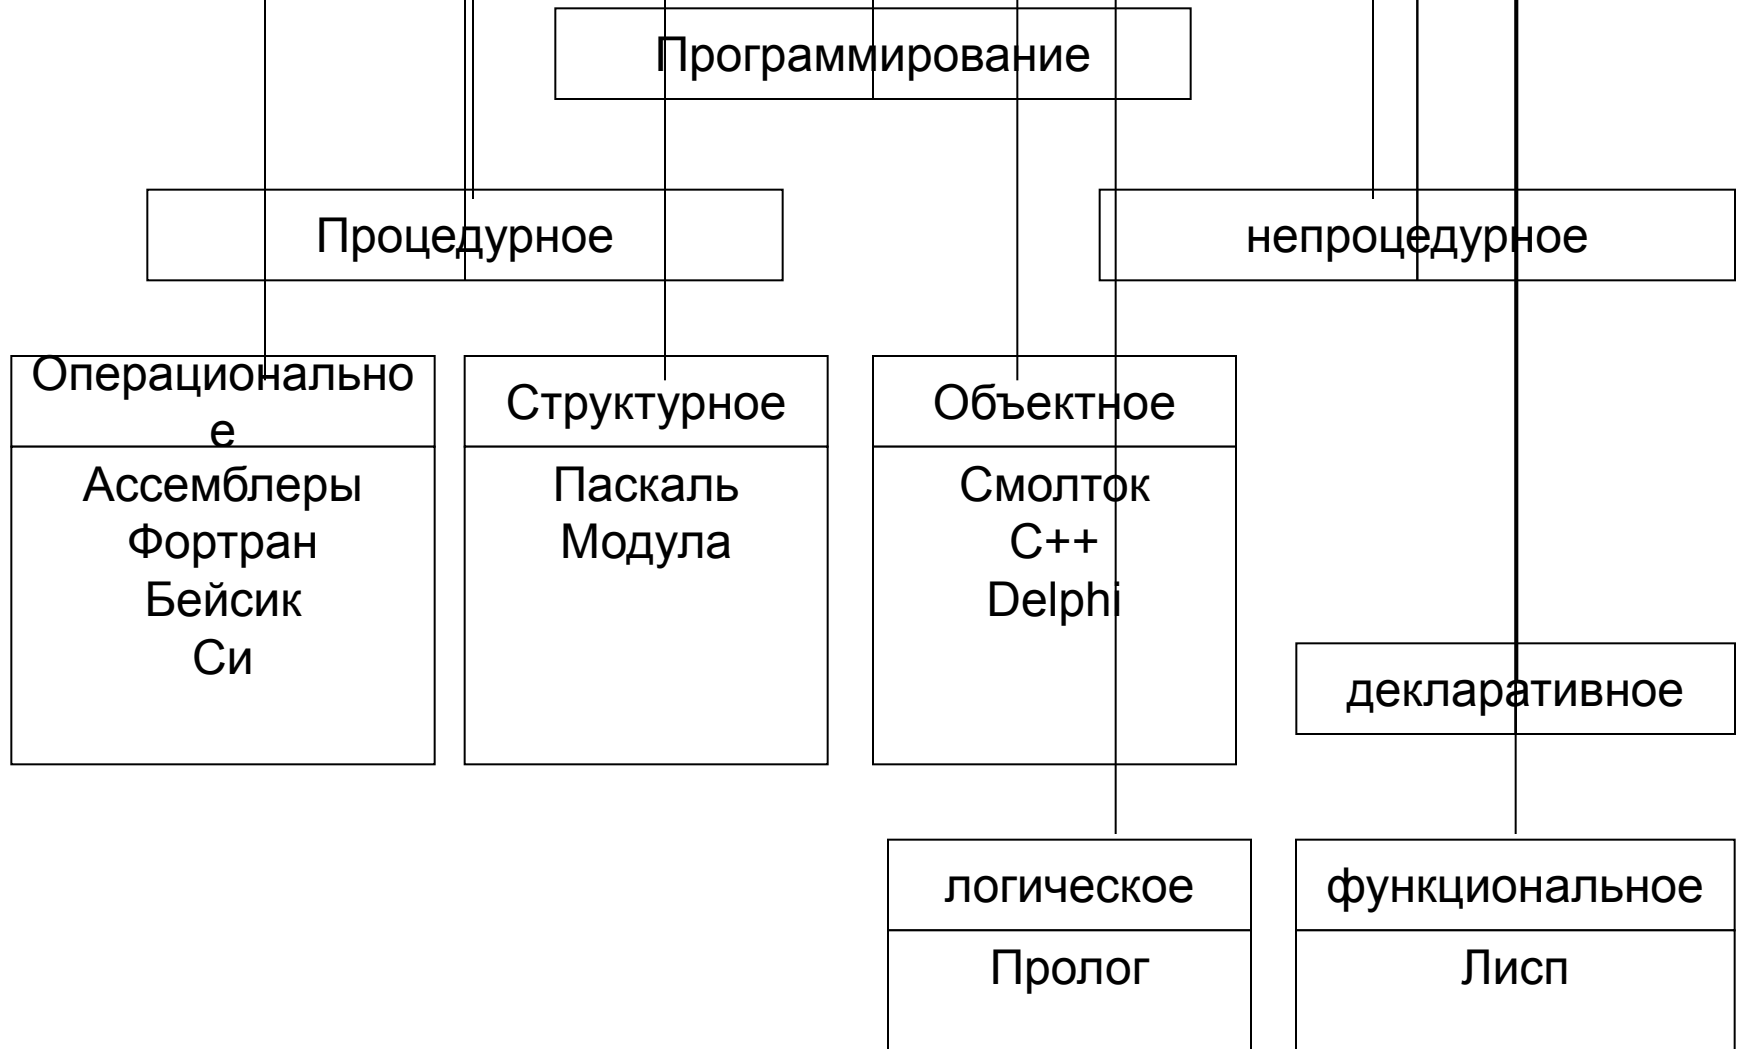 Программирование
Процедурное
непроцедурное
Операционально
е
Ассемблеры
Фортран
Бейсик
Си
Структурное
Паскаль
Модула
Объектное
Смолток
С++
Delphi
декларативное
логическое
Пролог
функциональное
Лисп